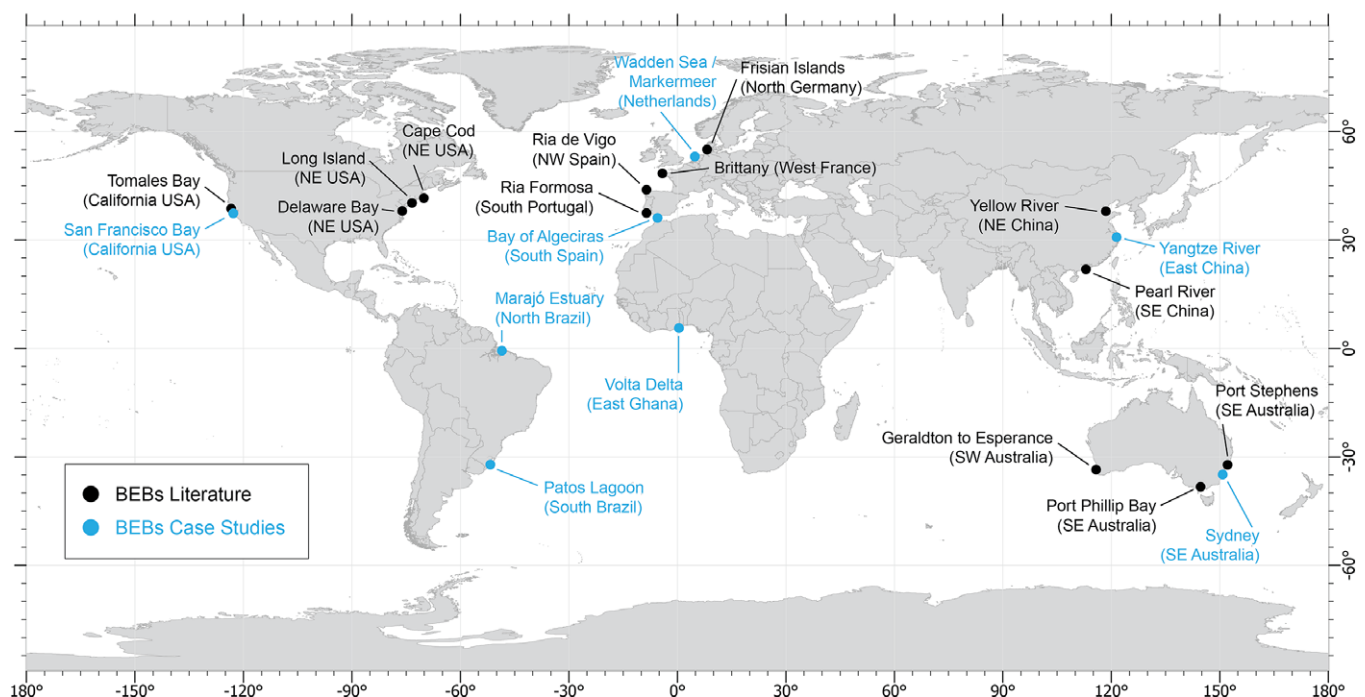 Wadden Sea /
Markermeer
(Netherlands)
Frisian Islands
(North Germany)
Cape Cod
(NE USA)
Ria de Vigo
(NW Spain)
Long Island
(NE USA)
Brittany (West France)
Tomales Bay
(California USA)
Ria Formosa
(South Portugal)
Delaware Bay
(NE USA)
Yellow River
(NE China)
San Francisco Bay
(California USA)
Bay of Algeciras
(South Spain)
Yangtze River
(East China)
Marajó Estuary
(North Brazil)
Pearl River
(SE China)
Volta Delta
(East Ghana)
Port Stephens
(SE Australia)
Geraldton to Esperance
(SW Australia)
Patos Lagoon
(South Brazil)
Port Phillip Bay
(SE Australia)
Sydney
(SE Australia)
BEBs Literature
BEBs Case Studies
60°
30°
0°
-30°
-60°
180° -150° -120° -90° -60° -30° 0° 30° 60° 90° 120° 150° 180°